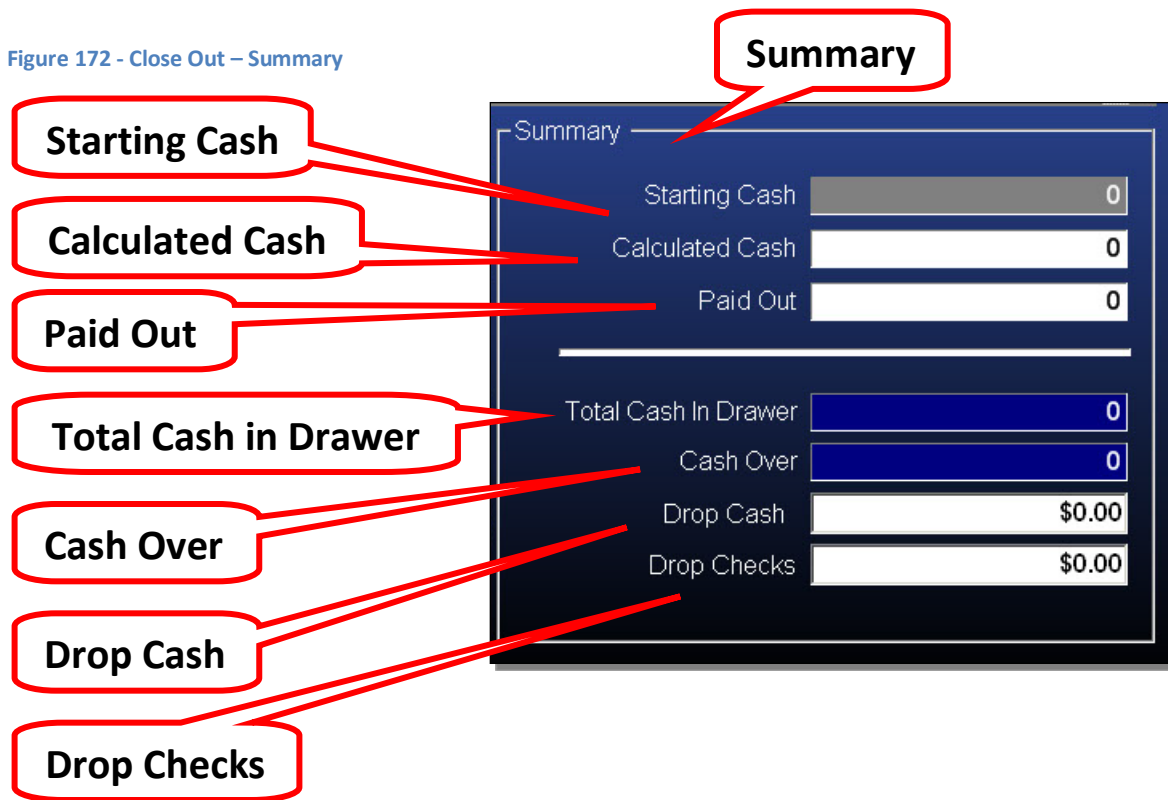 Figure 172 - Close Out – Summary
Summary
Starting Cash
Calculated Cash
Paid Out
Total Cash in Drawer
Cash Over
Drop Cash
Drop Checks
Summary
Starting Cash 0
Calculated Cash 0
Paid Out 0
Total Cash In Drawer 0
Cash Over 0
Drop Cash $0.00
Drop Checks $0.00